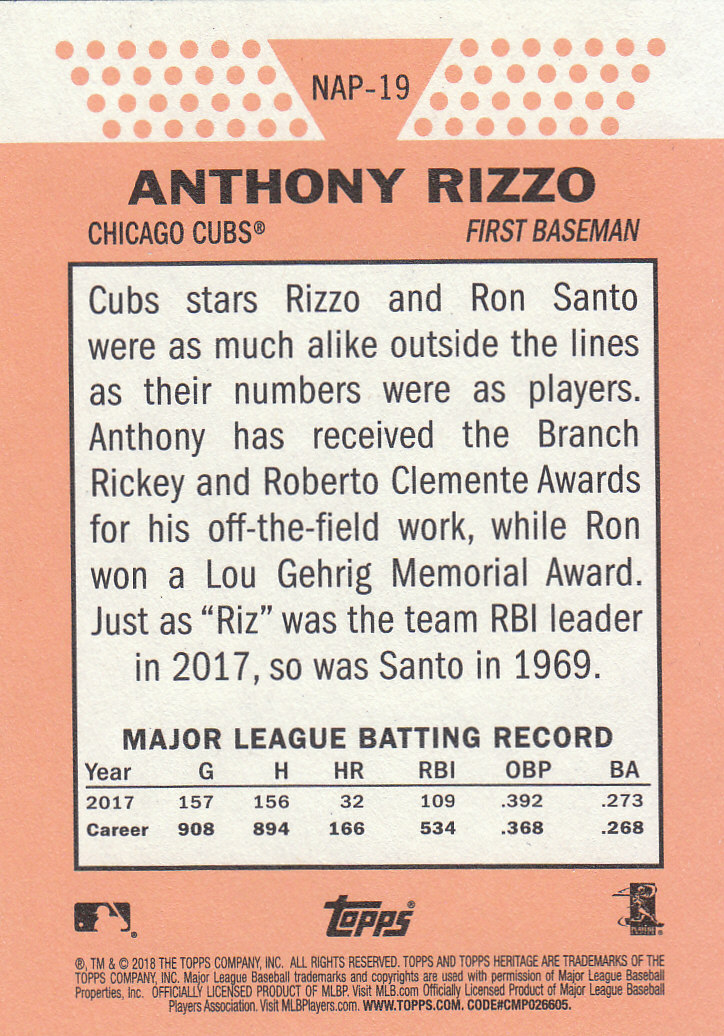 NAP-19
ANTHONY RIZZO
CHICAGO CUBS® FIRST BASEMAN
Cubs stars Rizzo and Ron Santo
were as much alike outside the lines
as their numbers were as players.
Anthony has received the Branch
Rickey and Roberto Clemente Awards
for his off-the-field work, while Ron
won a Lou Gehrig Memorial Award.
Just as “Riz” was the team RBI leader
in 2017, so was Santo in 1969.
MAJOR LEAGUE BATTING RECORD
Year G H HR RBI OBP BA
2017 157 156 32 109 .392 .273
Career 908 894 166 534 .368 .268
Topps®
®, TM & © 2018 THE TOPPS COMPANY, INC. ALL RIGHTS RESERVED. TOPPS AND TOPPS HERITAGE ARE TRADEMARKS OF THE
TOPPS COMPANY, INC. Major League Baseball trademarks and copyrights are used with permission of Major League Baseball
Properties, Inc. OFFICIALLY LICENSED PRODUCT OF MLBP. Visit MLB.com Officially Licensed Product of Major League Baseball
Players Association. Visit MLBPlayers.com. WWW.TOPPS.COM. CODE#CMP026605.